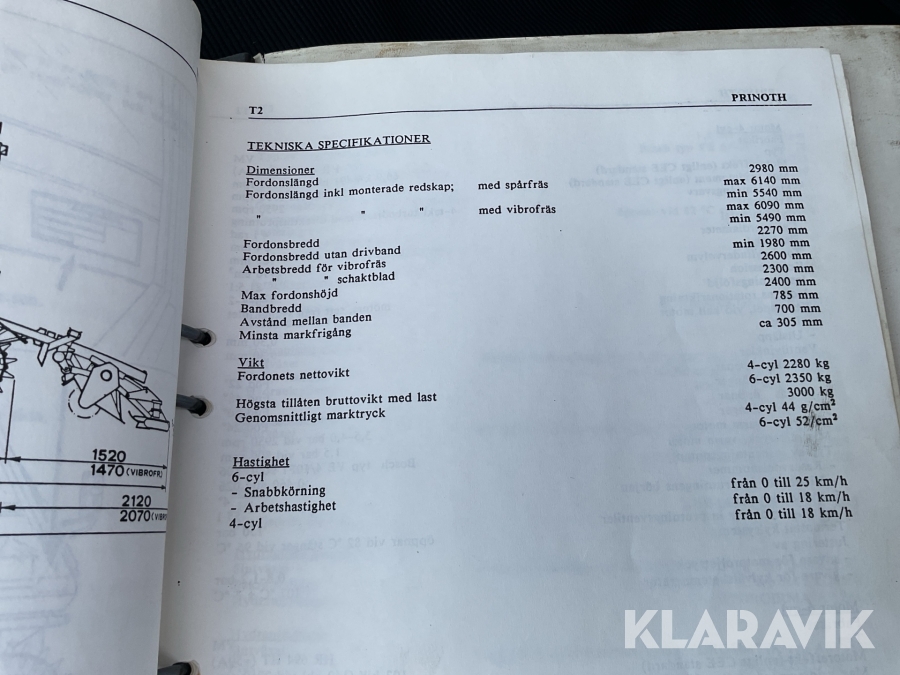 T2 PRINOTH
TEKNISKA SPECIFIKATIONER
Dimensioner
Fordonslängd 2980 mm
Fordonslängd inkl monterade redskap; med spårfräs max 6140 mm
min 5540 mm
" " " med vibrofräs max 6090 mm
min 5490 mm
Fordonsbredd 2270 mm
Fordonsbredd utan drivband min 1980 mm
Arbetsbredd för vibrofräs 2600 mm
" " schaktblad 2300 mm
Max fordonshöjd 2400 mm
Bandbredd 785 mm
Avstånd mellan banden 700 mm
Minsta markfrigång ca 305 mm
Vikt
Fordonets nettovikt 4-cyl 2280 kg
6-cyl 2350 kg
Högsta tillåten bruttovikt med last 3000 kg
Genomsnittligt marktryck 4-cyl 44 g/cm²
6-cyl 52/cm²
Hastighet
6-cyl
- Snabbkörning från 0 till 25 km/h
- Arbetshastighet från 0 till 18 km/h
4-cyl från 0 till 18 km/h
1520
1470 (VIBROFR)
2120
2070 (VIBR
KLARAVIK